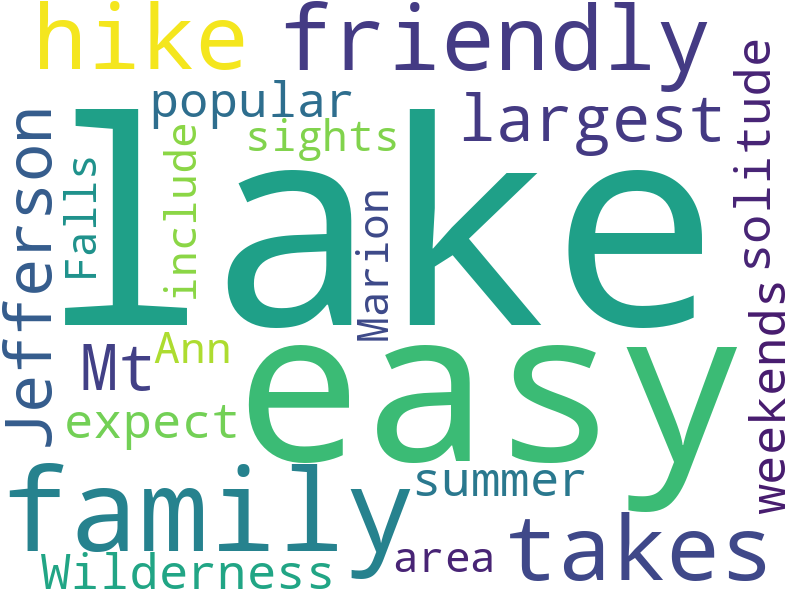 hike
friendly
popular
largest
sights
lake
Jefferson
Falls
include
Marion
solitude
Mt
Ann
easy
expect
weekends
family
summer
takes
Wilderness
area